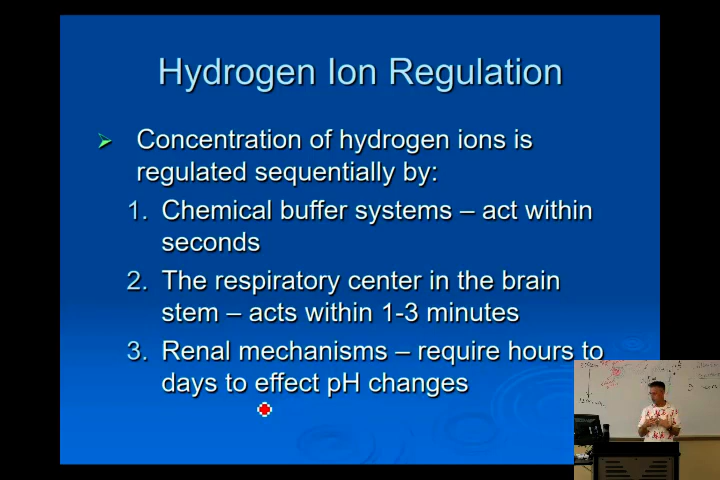 Hydrogen Ion Regulation
Concentration of hydrogen ions is
regulated sequentially by:
1. Chemical buffer systems – act within
seconds
2. The respiratory center in the brain
stem – acts within 1-3 minutes
3. Renal mechanisms – require hours to
days to effect pH changes